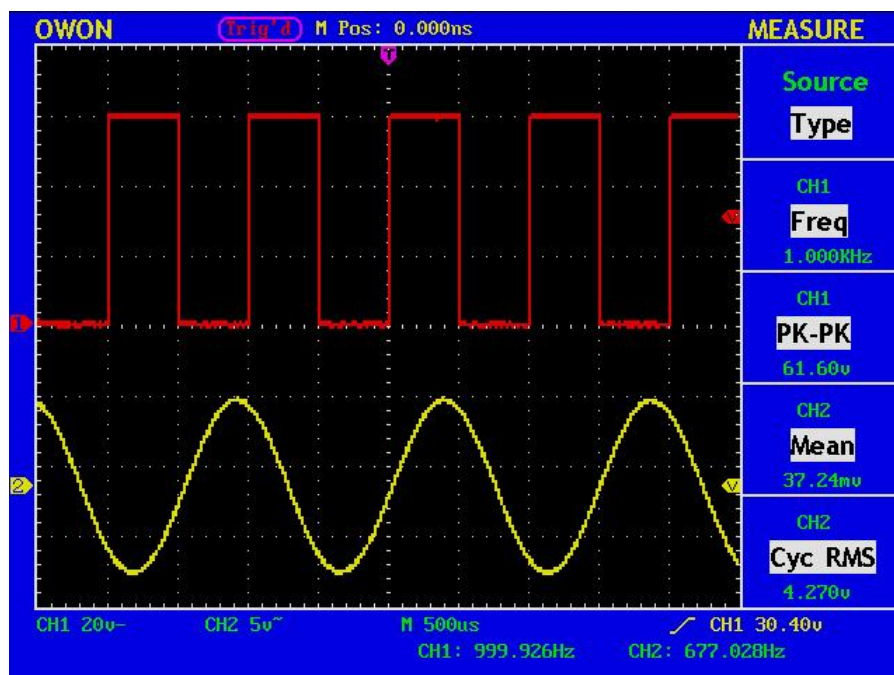 OWON Trig'd M Pos: 0.000ns MEASURE
T
Source
Type
CH1
Freq
1.000KHz
1
CH1
PK-PK
61.60v
CH2
Mean
37.24mv
2
CH2
Cyc RMS
4.270v
CH1 20v- CH2 5v~ M 500us CH1 30.40v
CH1: 999.926Hz CH2: 677.028Hz